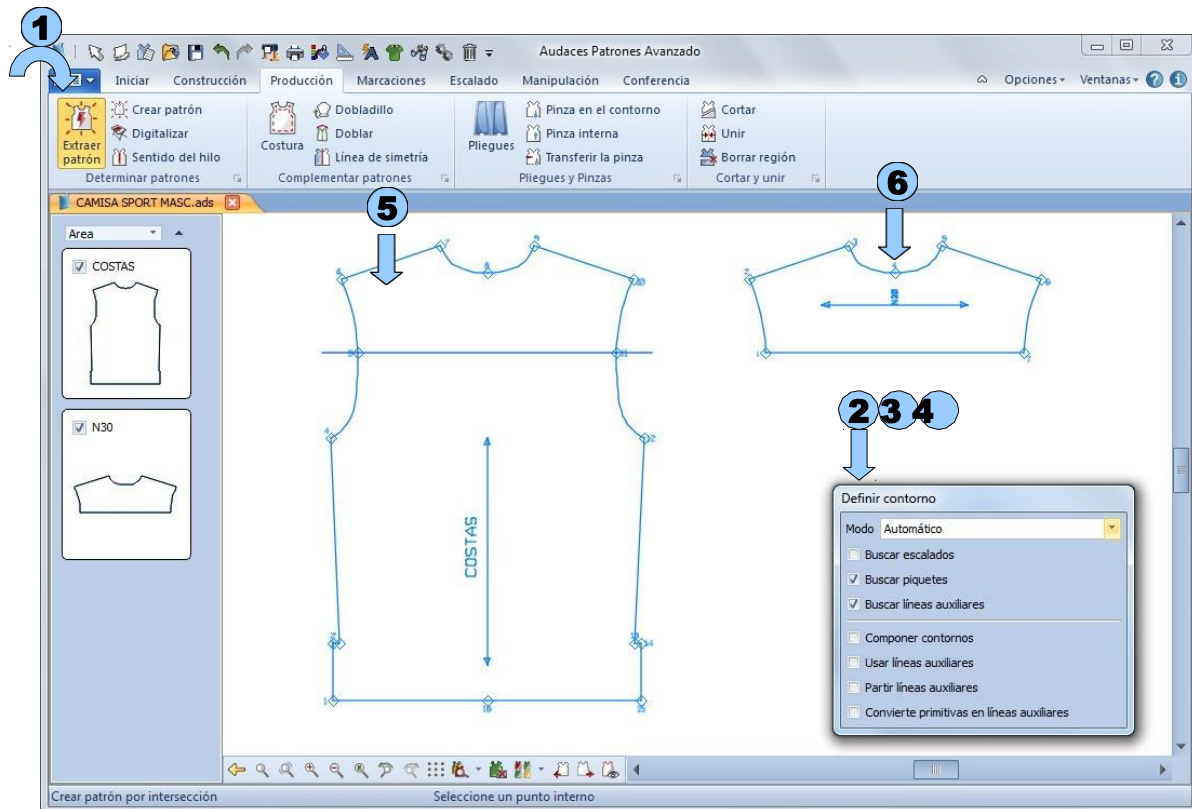 1
Audaces Patrones Avanzado
Iniciar Construcción Producción Marcaciones Escalado Manipulación Conferencia Opciones Ventanas
Extraer patrón
Crear patrón
Digitalizar
Sentido del hilo
Determinar patrones
Costura
Dobladillo
Doblar
Línea de simetría
Complementar patrones
Pliegues
Pinza en el contorno
Pinza interna
Transferir la pinza
Pliegues y Pinzas
Cortar
Unir
Borrar región
Cortar y unir
CAMISA SPORT MASC.ads
5
6
Area
COSTAS
N30
COSTAS
2 3 4
Definir contorno
Modo Automático
Buscar escalados
Buscar piquetes
Buscar líneas auxiliares
Componer contornos
Usar líneas auxiliares
Partir líneas auxiliares
Convierte primitivas en líneas auxiliares
Crear patrón por intersección
Seleccione un punto interno